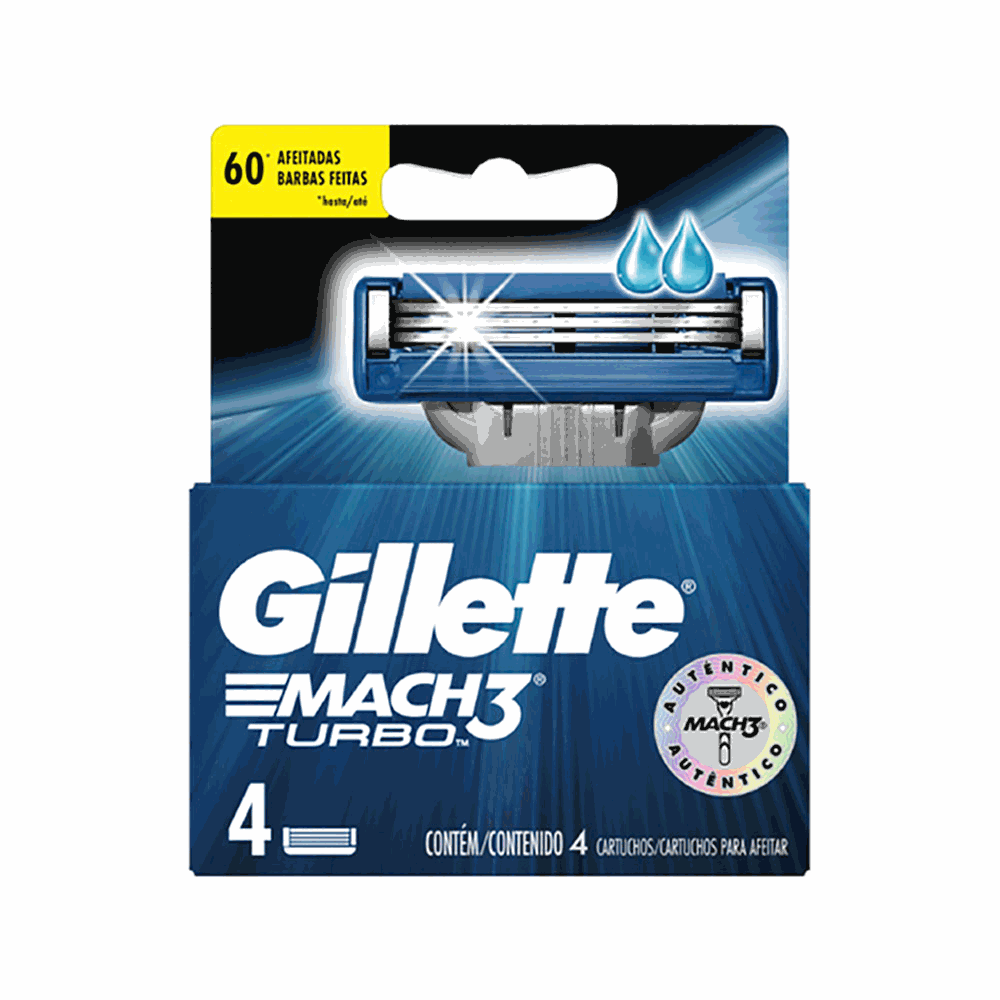 60* AFEITADAS
BARBAS FEITAS
*hasta/até
Gillette®
MACH3®
TURBO™
AUTÊNTICO
MACH3®
AUTÊNTICO
4
CONTÉM/CONTENIDO 4 CARTUCHOS/CARTUCHOS PARA AFEITAR